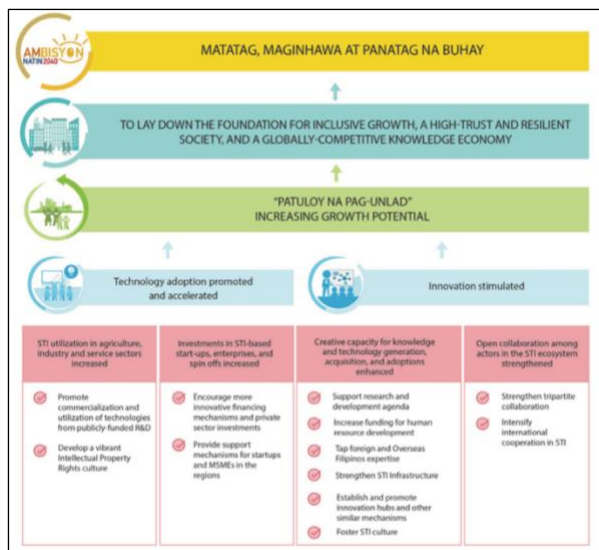 AMBISYON
NATIN 2040
MATATAG, MAGINHAWA AT PANATAG NA BUHAY
TO LAY DOWN THE FOUNDATION FOR INCLUSIVE GROWTH, A HIGH-TRUST AND RESILIENT
SOCIETY, AND A GLOBALLY-COMPETITIVE KNOWLEDGE ECONOMY
"PATULOY NA PAG-UNLAD"
INCREASING GROWTH POTENTIAL
Technology adoption promoted
and accelerated
Innovation stimulated
STI utilization in agriculture,
industry and service sectors
increased
Promote
commercialization and
utilization of technologies
from publicly-funded R&D
Develop a vibrant
Intellectual Property
Rights culture
Investments in STI-based
start-ups, enterprises, and
spin offs increased
Encourage more
innovative financing
mechanisms and private
sector investments
Provide support
mechanisms for startups
and MSMEs in the
regions
Creative capacity for knowledge
and technology generation,
acquisition, and adoptions
enhanced
Support research and
development agenda
Increase funding for human
resource development
Tap foreign and Overseas
Filipinos expertise
Strengthen STI Infrastructure
Establish and promote
innovation hubs and other
similar mechanisms
Foster STI culture
Open collaboration among
actors in the STI ecosystem
strengthened
Strengthen tripartite
collaboration
Intensify
international
cooperation in STI